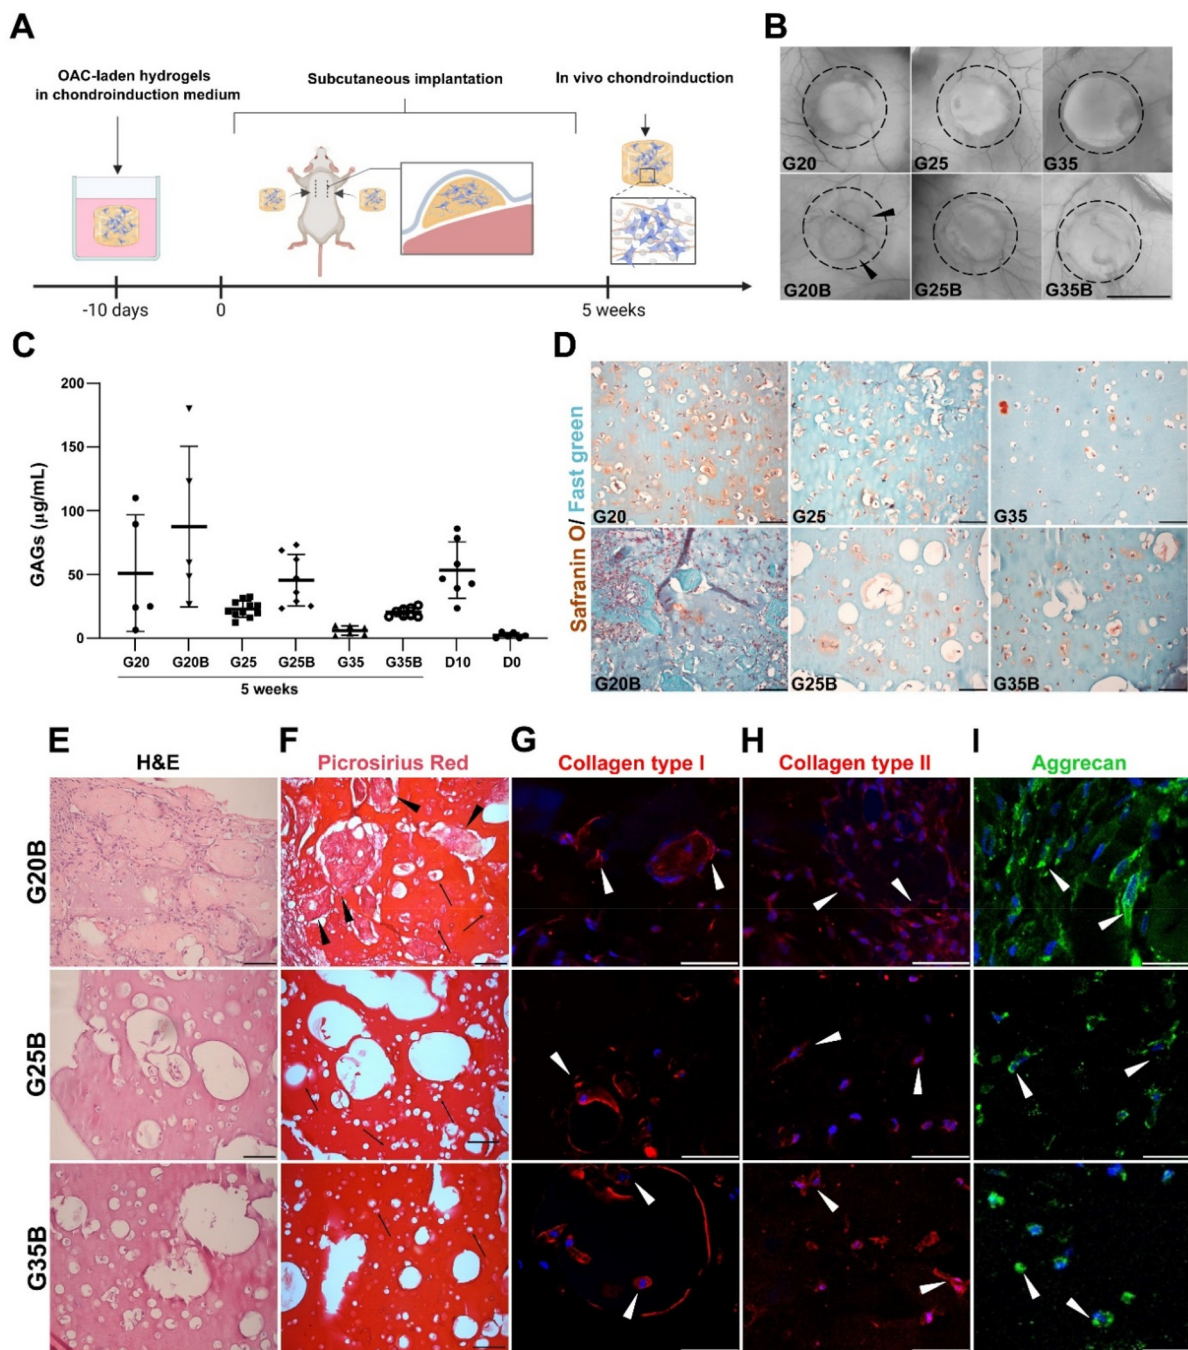 A
OAC-laden hydrogels
in chondroinduction medium
Subcutaneous implantation
In vivo chondroinduction
-10 days
0
5 weeks
B
G20
G25
G35
G20B
G25B
G35B
C
GAGs (µg/mL)
200
150
100
50
0
G20
G20B
G25
G25B
G35
G35B
D10
D0
5 weeks
D
Safranin O/ Fast green
G20
G25
G35
G20B
G25B
G35B
E
H&E
F
Picrosirius Red
G
Collagen type I
H
Collagen type II
I
Aggrecan
G20B
G25B
G35B